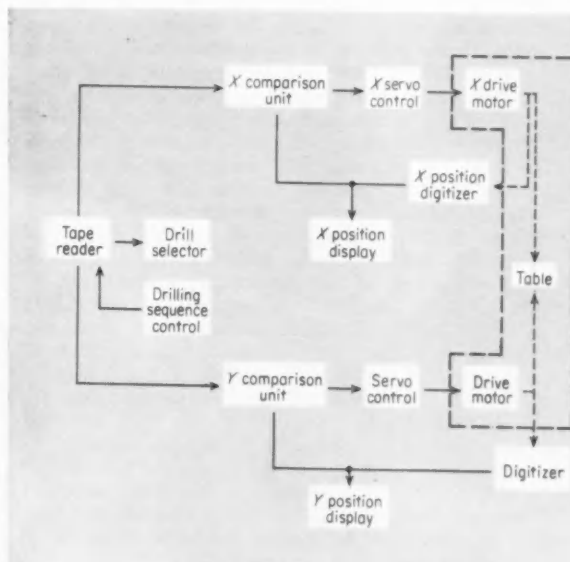 X comparison
unit
X servo
control
X drive
motor
X position
digitizer
X position
display
Tape
reader
Drill
selector
Drilling
sequence
control
Table
Y comparison
unit
Servo
control
Drive
motor
Digitizer
Y position
display